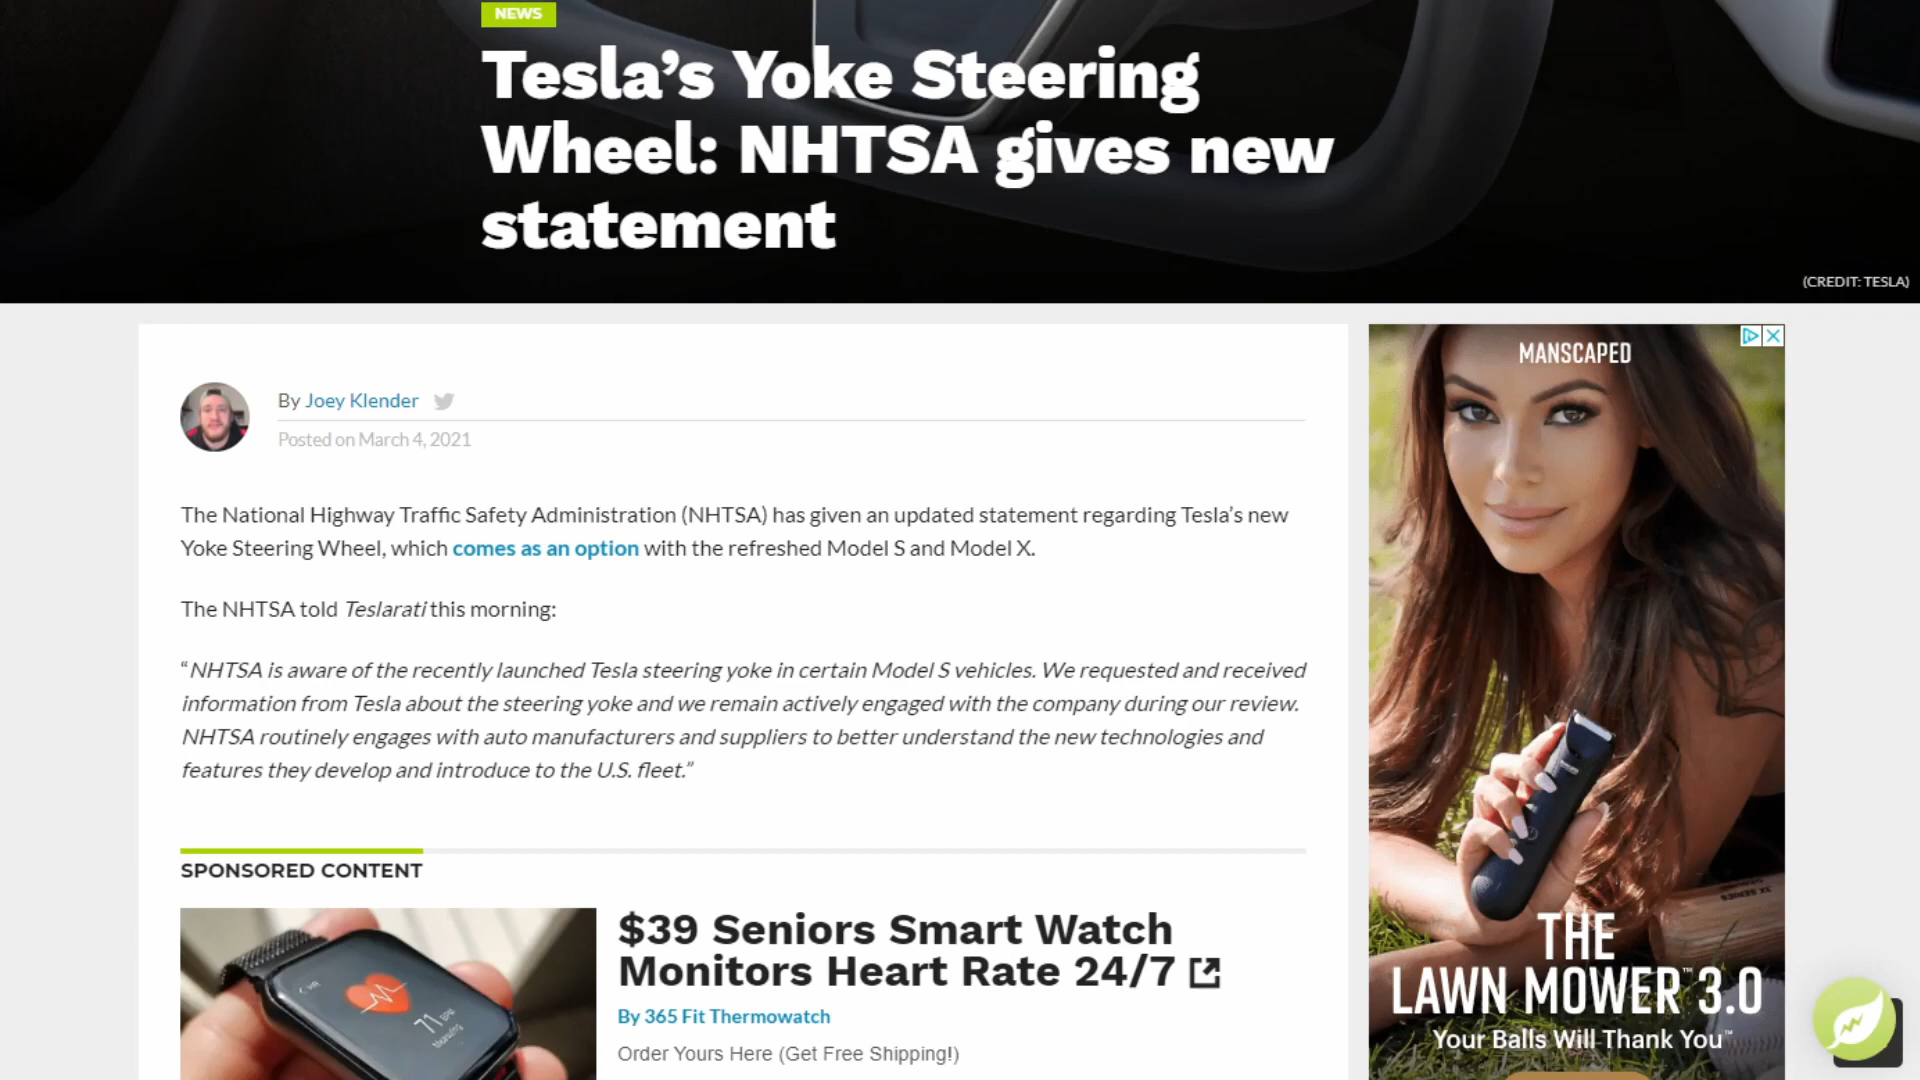 NEWS
Tesla’s Yoke Steering
Wheel: NHTSA gives new
statement
(CREDIT: TESLA)
By Joey Klender
Posted on March 4, 2021
The National Highway Traffic Safety Administration (NHTSA) has given an updated statement regarding Tesla’s new
Yoke Steering Wheel, which comes as an option with the refreshed Model S and Model X.
The NHTSA told Teslarati this morning:
“NHTSA is aware of the recently launched Tesla steering yoke in certain Model S vehicles. We requested and received
information from Tesla about the steering yoke and we remain actively engaged with the company during our review.
NHTSA routinely engages with auto manufacturers and suppliers to better understand the new technologies and
features they develop and introduce to the U.S. fleet.”
SPONSORED CONTENT
71 BPM
$39 Seniors Smart Watch
Monitors Heart Rate 24/7
By 365 Fit Thermowatch
Order Yours Here (Get Free Shipping!)
MANSCAPED
THE
LAWN MOWER™ 3.0
Your Balls Will Thank You™